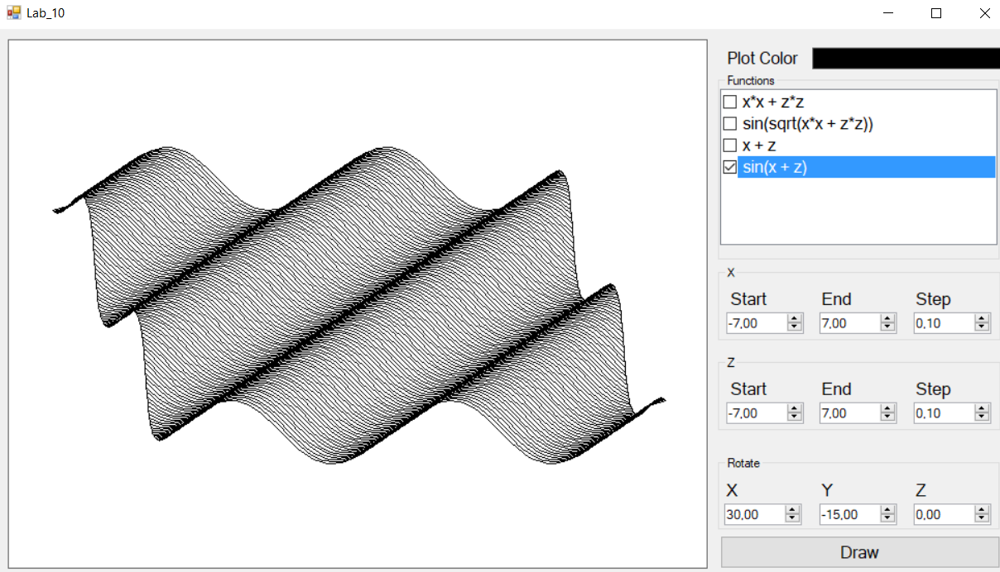 Lab_10
Plot Color
Functions
x*x + z*z
sin(sqrt(x*x + z*z))
x + z
sin(x + z)
X
Start End Step
-7,00 7,00 0,10
Z
Start End Step
-7,00 7,00 0,10
Rotate
X Y Z
30,00 -15,00 0,00
Draw